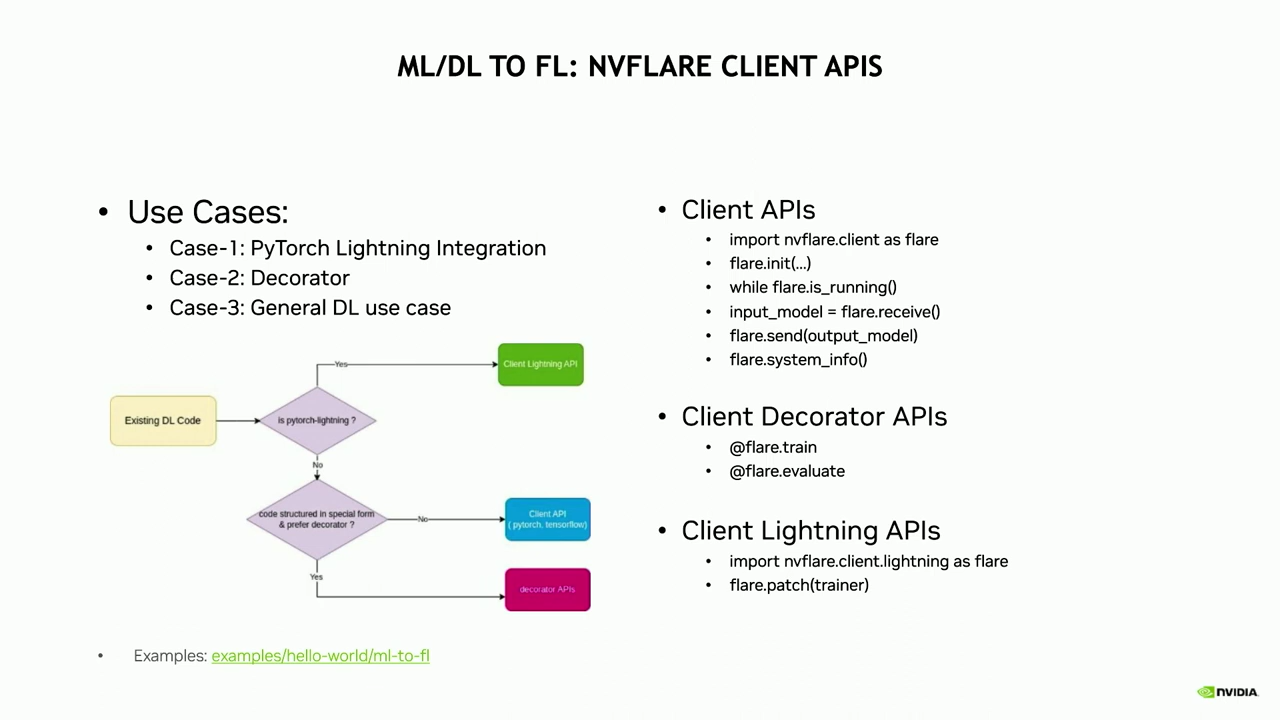 ML/DL TO FL: NVFLARE CLIENT APIS
• Use Cases:
• Case-1: PyTorch Lightning Integration
• Case-2: Decorator
• Case-3: General DL use case
Existing DL Code
is pytorch-lightning ?
Yes
Client Lightning API
No
code structured in special form
& prefer decorator ?
No
Client API
( pytorch. tensorflow)
Yes
decorator APIs
• Examples: examples/hello-world/ml-to-fl
• Client APIs
• import nvflare.client as flare
• flare.init(...)
• while flare.is_running()
• input_model = flare.receive()
• flare.send(output_model)
• flare.system_info()
• Client Decorator APIs
• @flare.train
• @flare.evaluate
• Client Lightning APIs
• import nvflare.client.lightning as flare
• flare.patch(trainer)
NVIDIA.